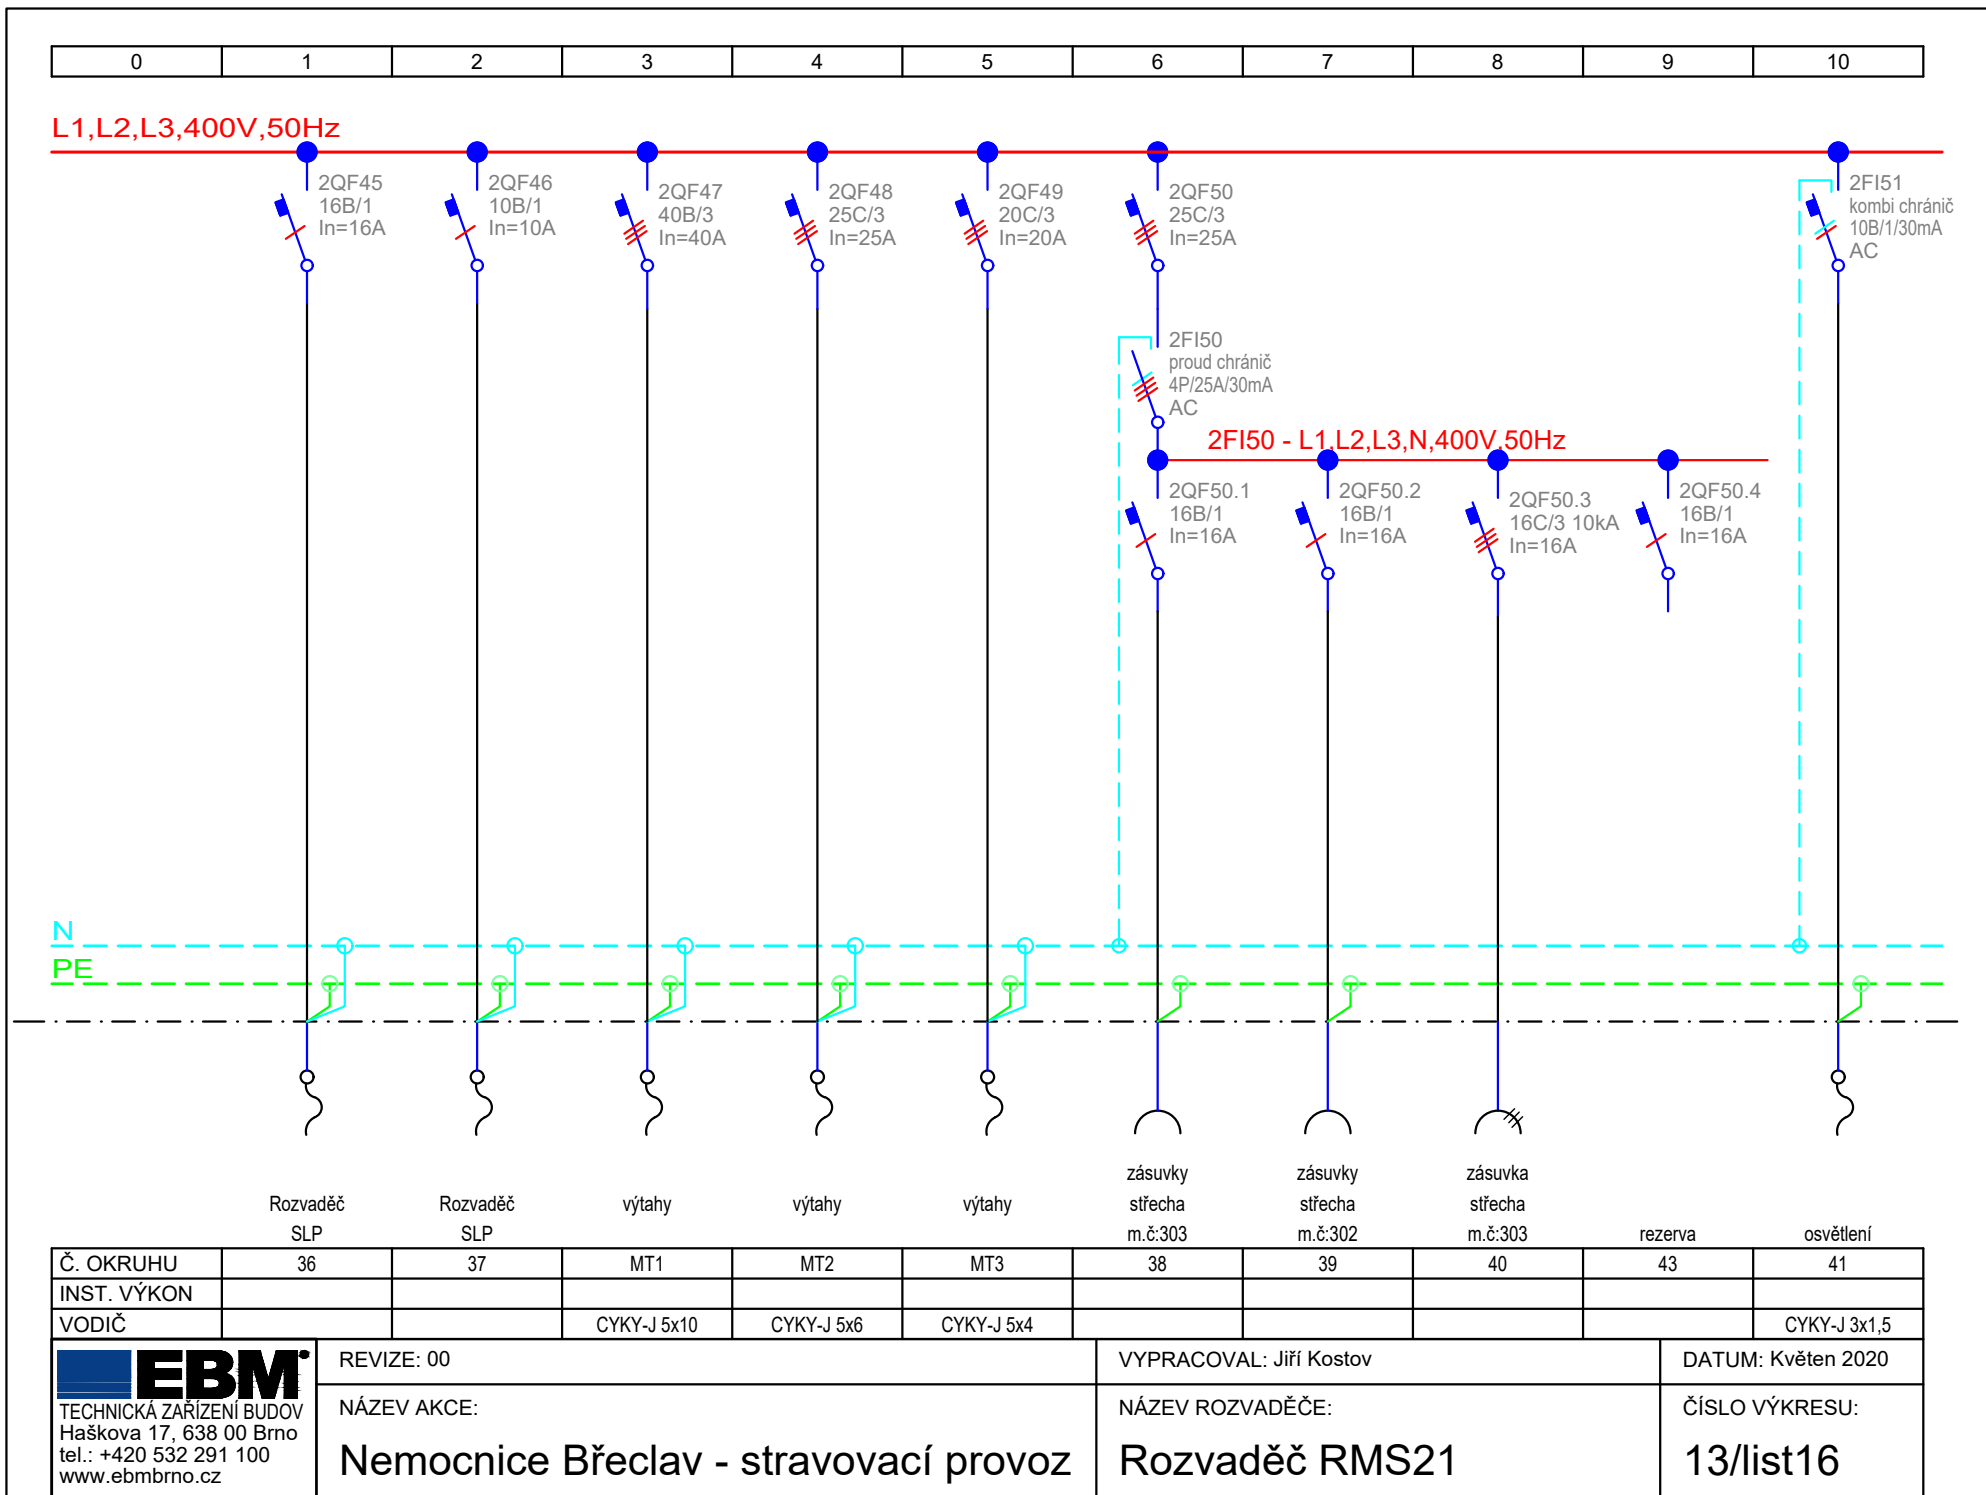 0 1 2 3 4 5 6 7 8 9 10
L1,L2,L3,400V,50Hz
2QF45
16B/1
In=16A
2QF46
10B/1
In=10A
2QF47
40B/3
In=40A
2QF48
25C/3
In=25A
2QF49
20C/3
In=20A
2QF50
25C/3
In=25A
2FI51
kombi chránič
10B/1/30mA
AC
2FI50
proud chránič
4P/25A/30mA
AC
2FI50 - L1,L2,L3,N,400V,50Hz
2QF50.1
16B/1
In=16A
2QF50.2
16B/1
In=16A
2QF50.3
16C/3 10kA
In=16A
2QF50.4
16B/1
In=16A
N
PE
Rozvaděč
SLP
Rozvaděč
SLP
výtahy
výtahy
výtahy
zásuvky
střecha
m.č:303
zásuvky
střecha
m.č:302
zásuvka
střecha
m.č:303
rezerva
osvětlení
Č. OKRUHU 36 37 MT1 MT2 MT3 38 39 40 43 41
INST. VÝKON
VODIČ CYKY-J 5x10 CYKY-J 5x6 CYKY-J 5x4 CYKY-J 3x1,5
EBM
TECHNICKÁ ZAŘÍZENÍ BUDOV
Haškova 17, 638 00 Brno
tel.: +420 532 291 100
www.ebmbrno.cz
REVIZE: 00
VYPRACOVAL: Jiří Kostov
DATUM: Květen 2020
NÁZEV AKCE:
Nemocnice Břeclav - stravovací provoz
NÁZEV ROZVADĚČE:
Rozvaděč RMS21
ČÍSLO VÝKRESU:
13/list16